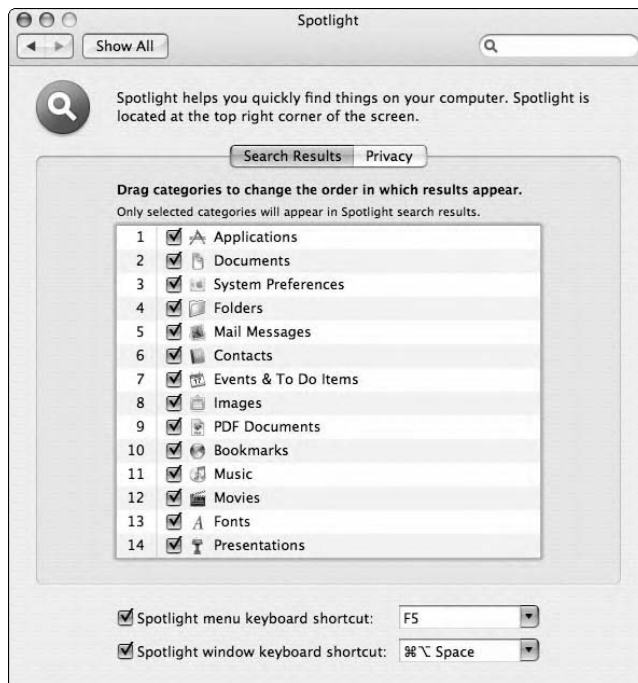 Spotlight
Show All
Spotlight helps you quickly find things on your computer. Spotlight is
located at the top right corner of the screen.
Search Results Privacy
Drag categories to change the order in which results appear.
Only selected categories will appear in Spotlight search results.
1 Applications
2 Documents
3 System Preferences
4 Folders
5 Mail Messages
6 Contacts
7 Events & To Do Items
8 Images
9 PDF Documents
10 Bookmarks
11 Music
12 Movies
13 Fonts
14 Presentations
Spotlight menu keyboard shortcut: F5
Spotlight window keyboard shortcut: ⌘⌥ Space